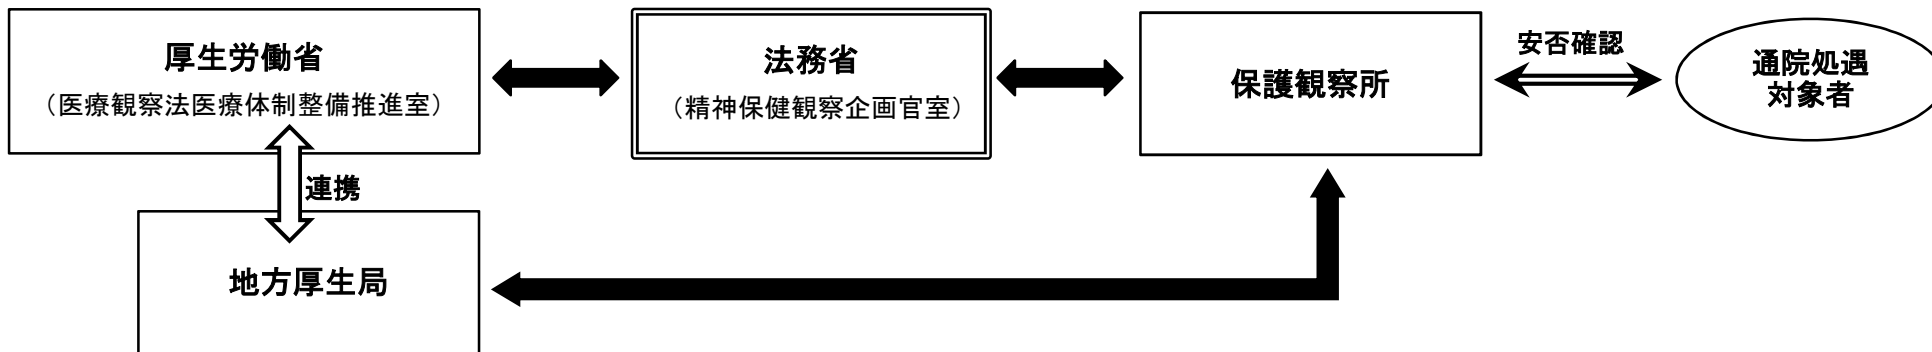 厚生労働省
（医療観察法医療体制整備推進室）
法務省
（精神保健観察企画官室）
保護観察所
安否確認
通院処遇
対象者
連携
地方厚生局